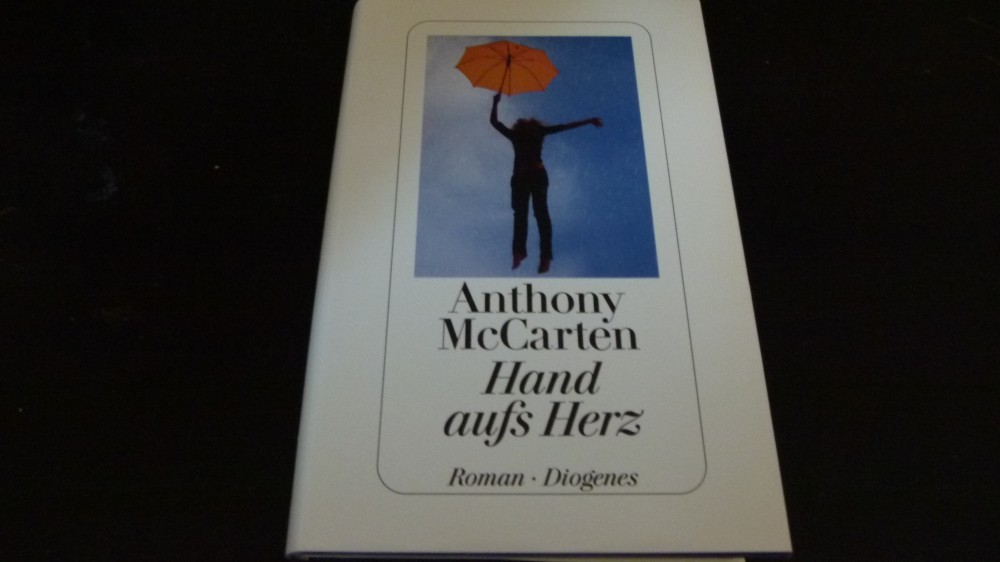 Anthony
McCarten
Hand
aufs Herz
Roman · Diogenes